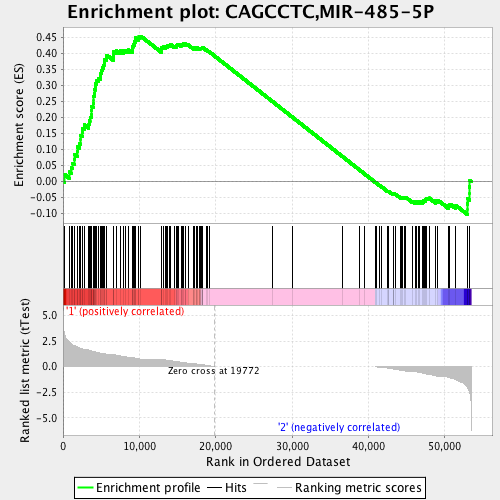 Enrichment plot: CAGCCTC,MIR-485-5P
Enrichment score (ES)
0.45
0.40
0.35
0.30
0.25
0.20
0.15
0.10
0.05
0.00
-0.05
-0.10
'1' (positively correlated)
Ranked list metric (tTest)
5.0
2.5
0.0
-2.5
-5.0
Zero cross at 19772
'2' (negatively correlated)
0
10,000
20,000
30,000
40,000
50,000
Rank in Ordered Dataset
Enrichment profile
Hits
Ranking metric scores